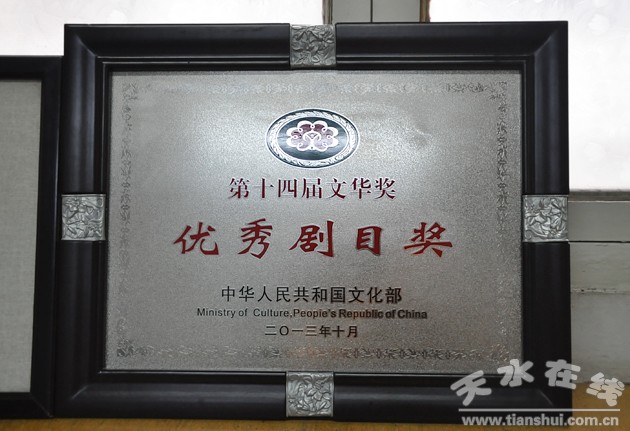 第十四届文华奖
优秀剧目奖
中华人民共和国文化部
Ministry of Culture,People's Republic of China
二〇一三年十月
天水在线
www.tianshui.com.cn